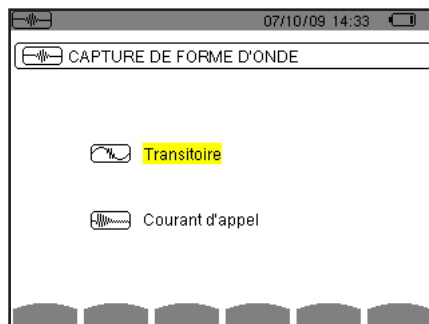 07/10/09 14:33
CAPTURE DE FORME D'ONDE
Transitoire
Courant d'appel